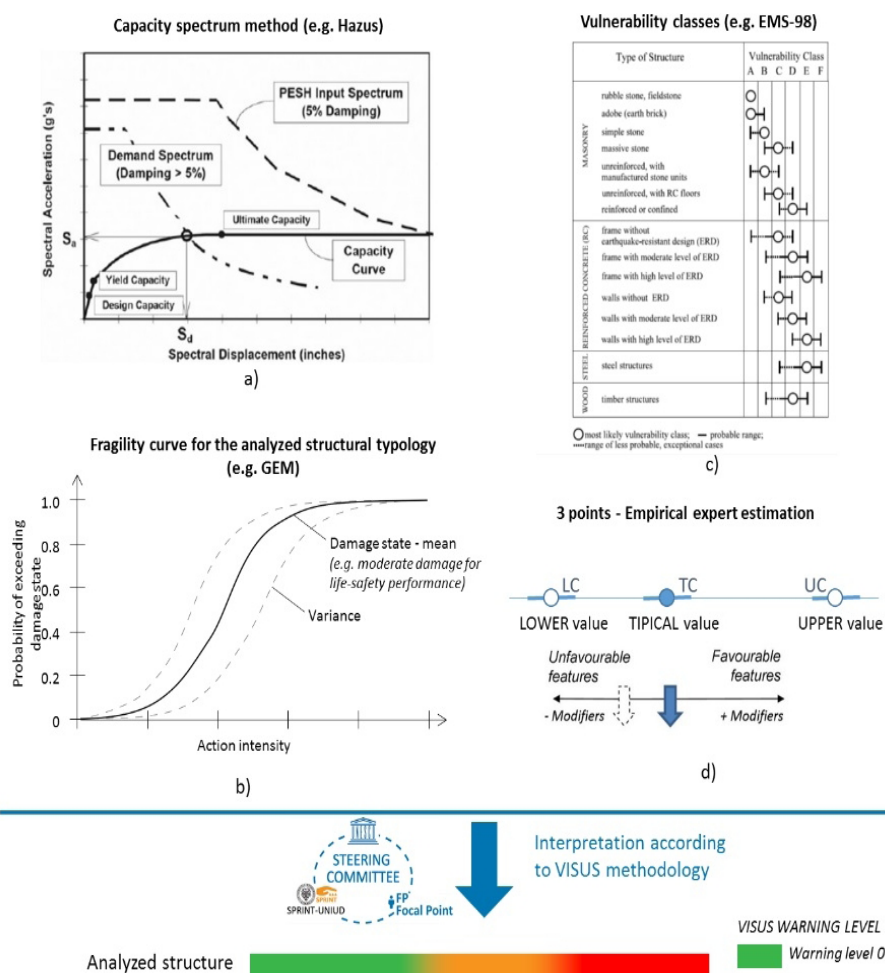 Capacity spectrum method (e.g. Hazus)
PESH Input Spectrum
(5% Damping)
Demand Spectrum
(Damping > 5%)
Ultimate Capacity
Capacity
Curve
Yield Capacity
Design Capacity
Spectral Acceleration (g's)
Sa
Sd
Spectral Displacement (inches)
a)
Vulnerability classes (e.g. EMS-98)
Type of Structure
Vulnerability Class
A B C D E F
MASONRY
rubble stone, fieldstone
adobe (earth brick)
simple stone
massive stone
unreinforced, with
manufactured stone units
unreinforced, with RC floors
reinforced or confined
REINFORCED CONCRETE (RC)
frame without
earthquake-resistant design (ERD)
frame with moderate level of ERD
frame with high level of ERD
walls without ERD
walls with moderate level of ERD
walls with high level of ERD
STEEL
steel structures
WOOD
timber structures
most likely vulnerability class; probable range;
range of less probable, exceptional cases
c)
Fragility curve for the analyzed structural typology
(e.g. GEM)
Probability of exceeding
damage state
1.0
0.8
0.6
0.4
0.2
0
Damage state - mean
(e.g. moderate damage for
life-safety performance)
Variance
Action intensity
b)
3 points - Empirical expert estimation
LC
TC
UC
LOWER value
TIPICAL value
UPPER value
Unfavourable
features
Favourable
features
- Modifiers
+ Modifiers
d)
STEERING
COMMITTEE
SPRINT
SPRINT-UNIUD
FP
Focal Point
Interpretation according
to VISUS methodology
VISUS WARNING LEVEL
Warning level 0
Analyzed structure